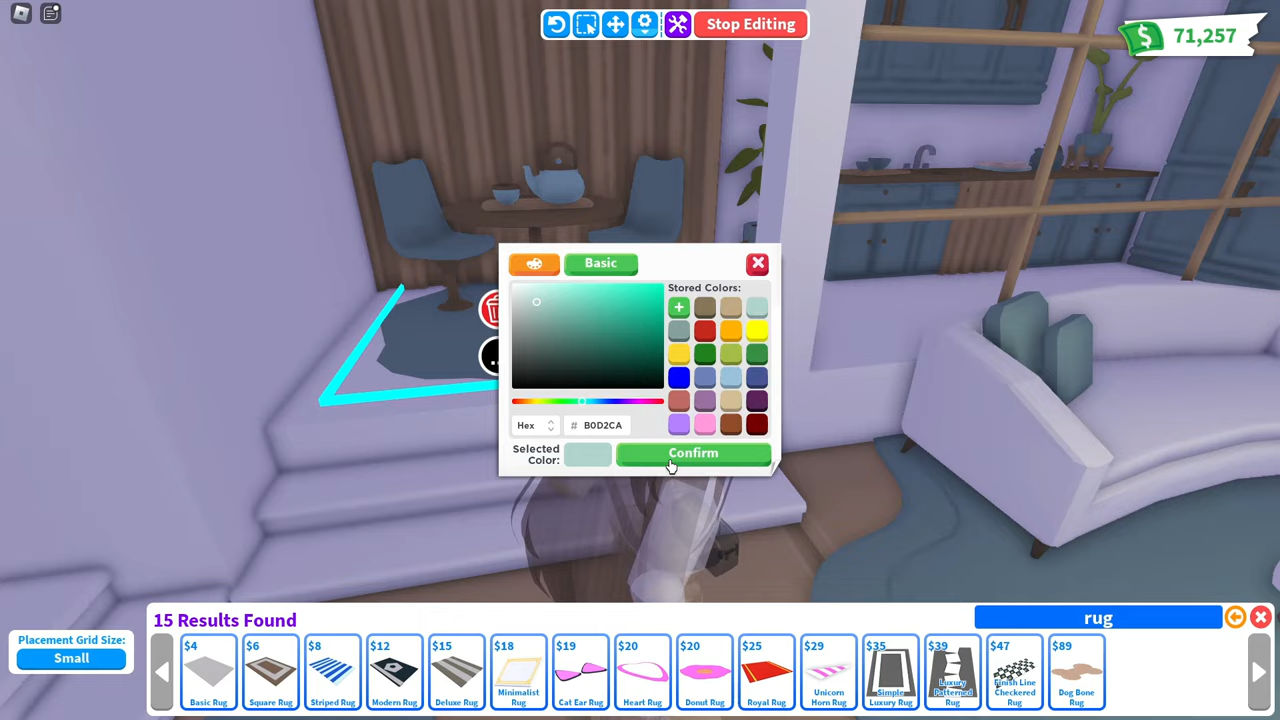 Stop Editing
$ 71,257
Basic
Stored Colors:
Hex
# B0D2CA
Selected
Color:
Confirm
15 Results Found
rug
Placement Grid Size:
Small
$4
Basic Rug
$6
Square Rug
$8
Striped Rug
$12
Modern Rug
$15
Deluxe Rug
$18
Minimalist
Rug
$19
Cat Ear Rug
$20
Heart Rug
$20
Donut Rug
$25
Royal Rug
$29
Unicorn
Horn Rug
$35
Simple
Luxury Rug
$39
Luxury
Patterned
Rug
$47
Finish Line
Checkered
Rug
$89
Dog Bone
Rug